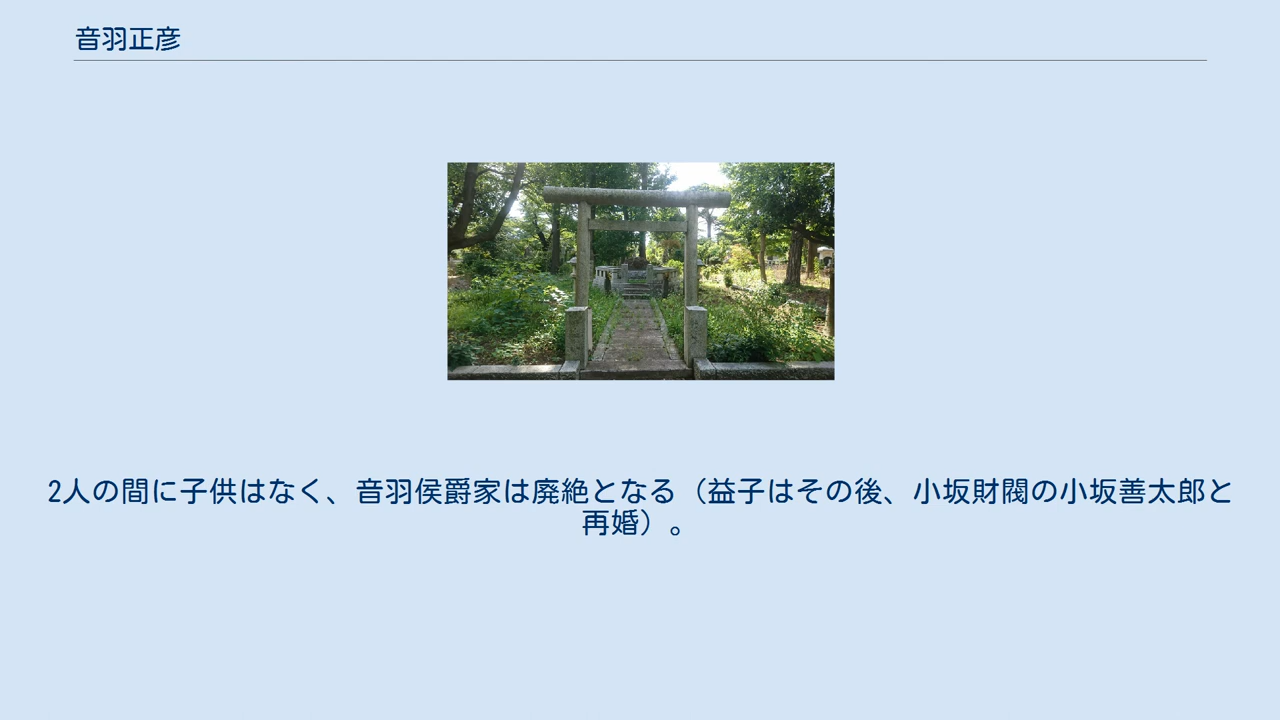 音羽正彦
2人の間に子供はなく、音羽侯爵家は廃絶となる（益子はその後、小坂財閥の小坂善太郎と
再婚）。